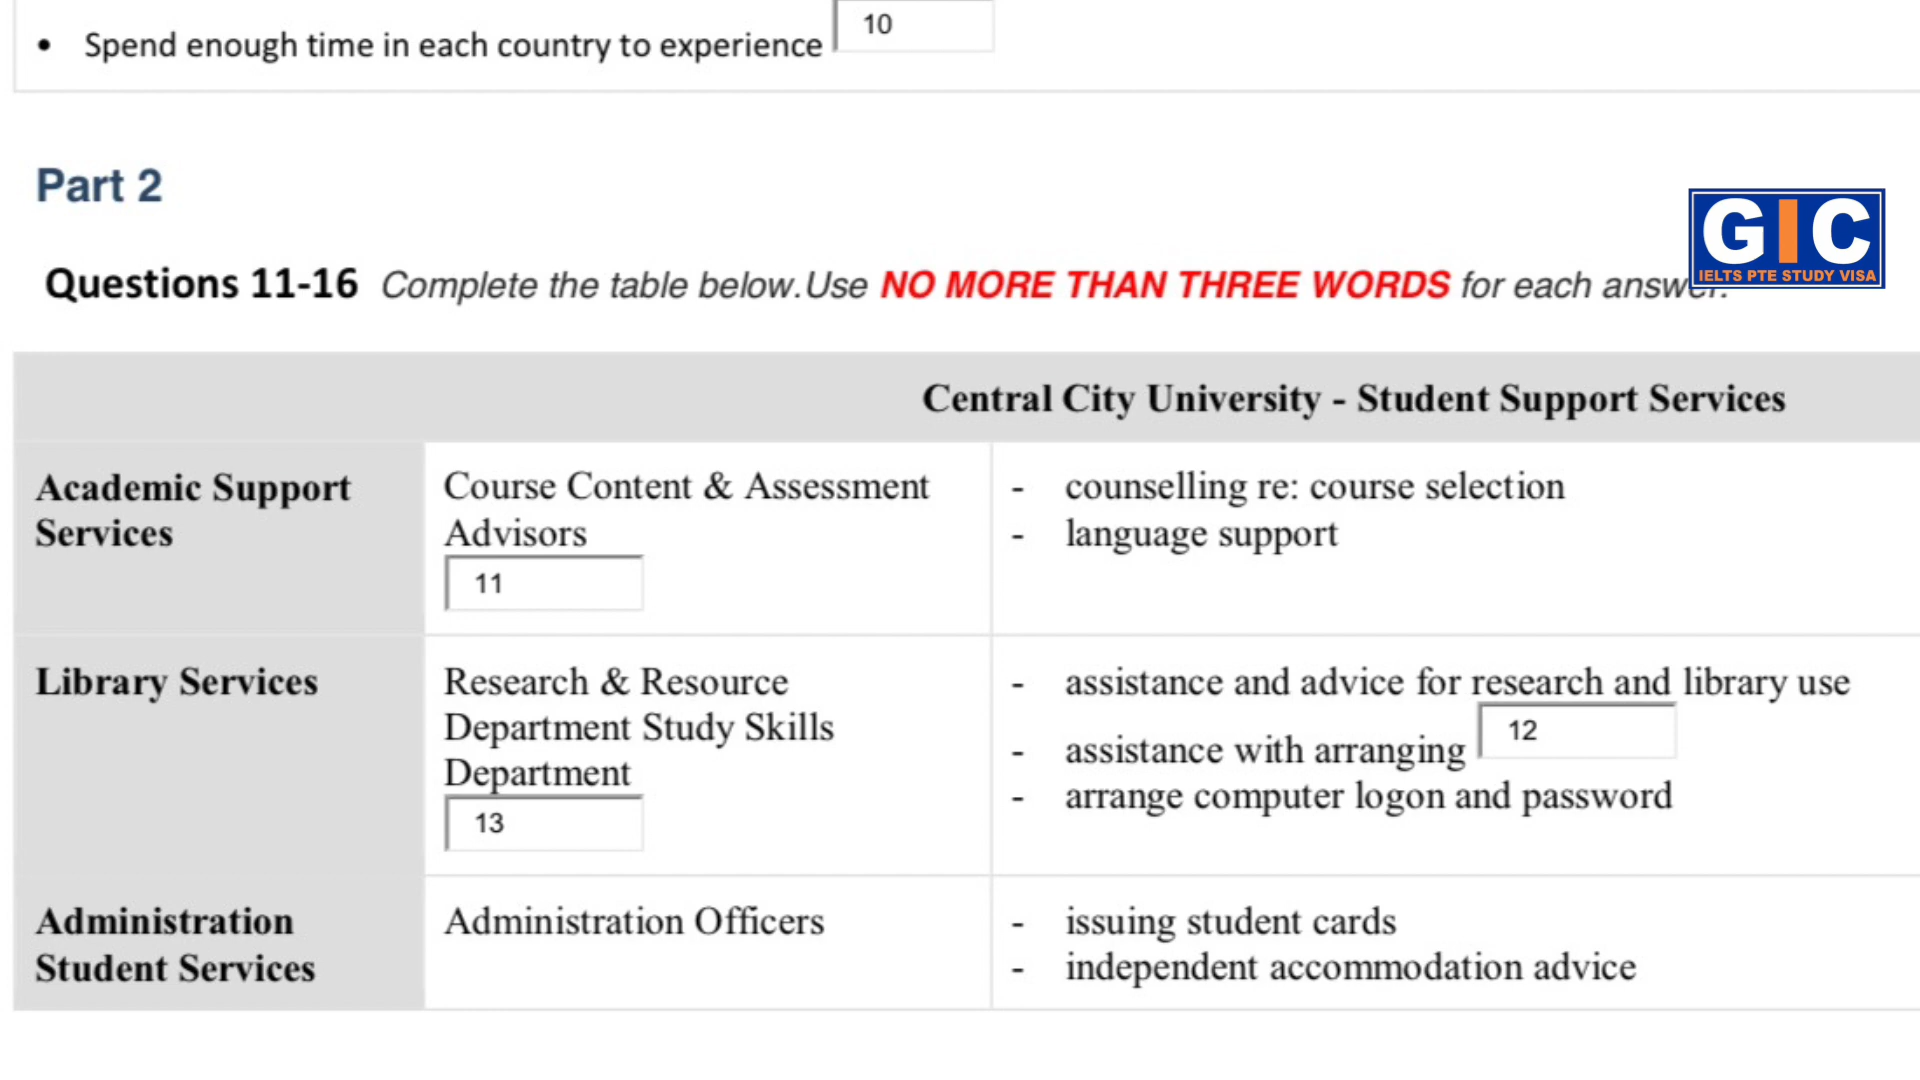 10
• Spend enough time in each country to experience
Part 2
GIC
IELTS PTE STUDY VISA
Questions 11-16 Complete the table below.Use NO MORE THAN THREE WORDS for each answer.
Central City University - Student Support Services
Academic Support
Services
Course Content & Assessment
Advisors
11
- counselling re: course selection
- language support
Library Services
Research & Resource
Department Study Skills
Department
13
- assistance and advice for research and library use
- assistance with arranging 12
- arrange computer logon and password
Administration
Student Services
Administration Officers
- issuing student cards
- independent accommodation advice